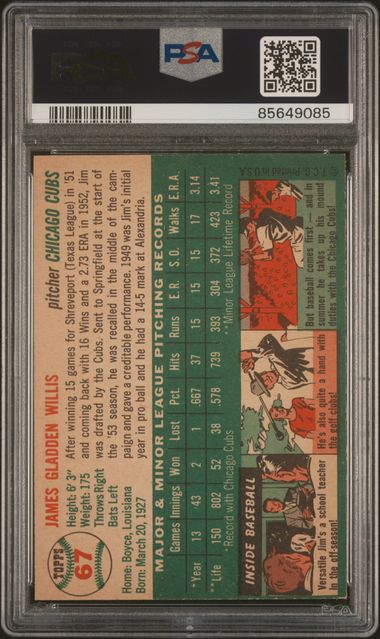 PSA
85649085
TOPPS
67
JAMES GLADDEN WILLIS
pitcher CHICAGO CUBS
Height: 6' 3"
Weight: 175
Throws Right
Bats Left
Home: Boyce, Louisiana
Born: March 20, 1927
After winning 15 games for Shreveport (Texas League) in '51
and coming back with 16 Wins and a 2.73 ERA in 1952, Jim
was drafted by the Cubs. Sent to Springfield at the start of
the '53 season, he was recalled in the middle of the cam-
paign and gave a creditable performance. 1949 was Jim's initial
year in pro ball and he had a 14-5 mark at Alexandria.
MAJOR & MINOR LEAGUE PITCHING RECORDS
Games Innings Won Lost Pct. Hits Runs E.R. S.O. Walks E.R.A.
*Year 13 43 2 1 .667 37 15 15 15 17 3.14
**Life 150 802 52 38 .578 739 393 304 372 423 3.41
*Record with Chicago Cubs **Minor League Lifetime Record
INSIDE BASEBALL
Versatile Jim's a school teacher
in the off-season!
He's also quite a hand with
the golf-clubs!
But baseball comes first — and in
summer he takes up his mound
duties with the Chicago Cubs!
© T.C.G. Printed in U.S.A.